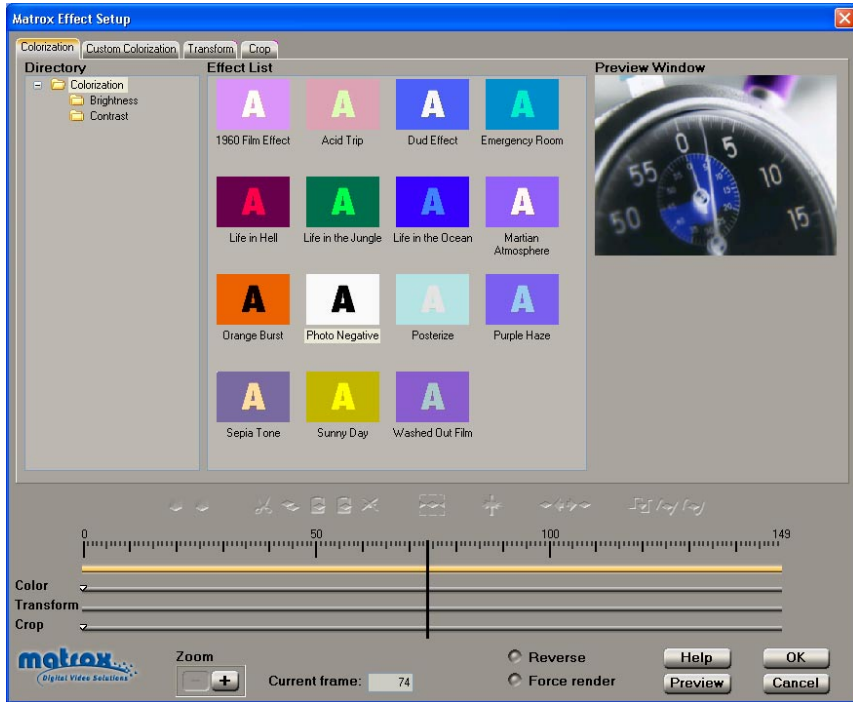 Matrox Effect Setup
Colorization Custom Colorization Transform Crop
Directory
Colorization
Brightness
Contrast
Effect List
A A A A
1960 Film Effect Acid Trip Dud Effect Emergency Room
A A A A
Life in Hell Life in the Jungle Life in the Ocean Martian
Atmosphere
A A A A
Orange Burst Photo Negative Posterize Purple Haze
A A A
Sepia Tone Sunny Day Washed Out Film
Preview Window
0 5 10 15 50 55
0 50 100 149
Color
Transform
Crop
matrox
Digital Video Solutions
Zoom
- +
Current frame: 74
Reverse
Force render
Help OK
Preview Cancel